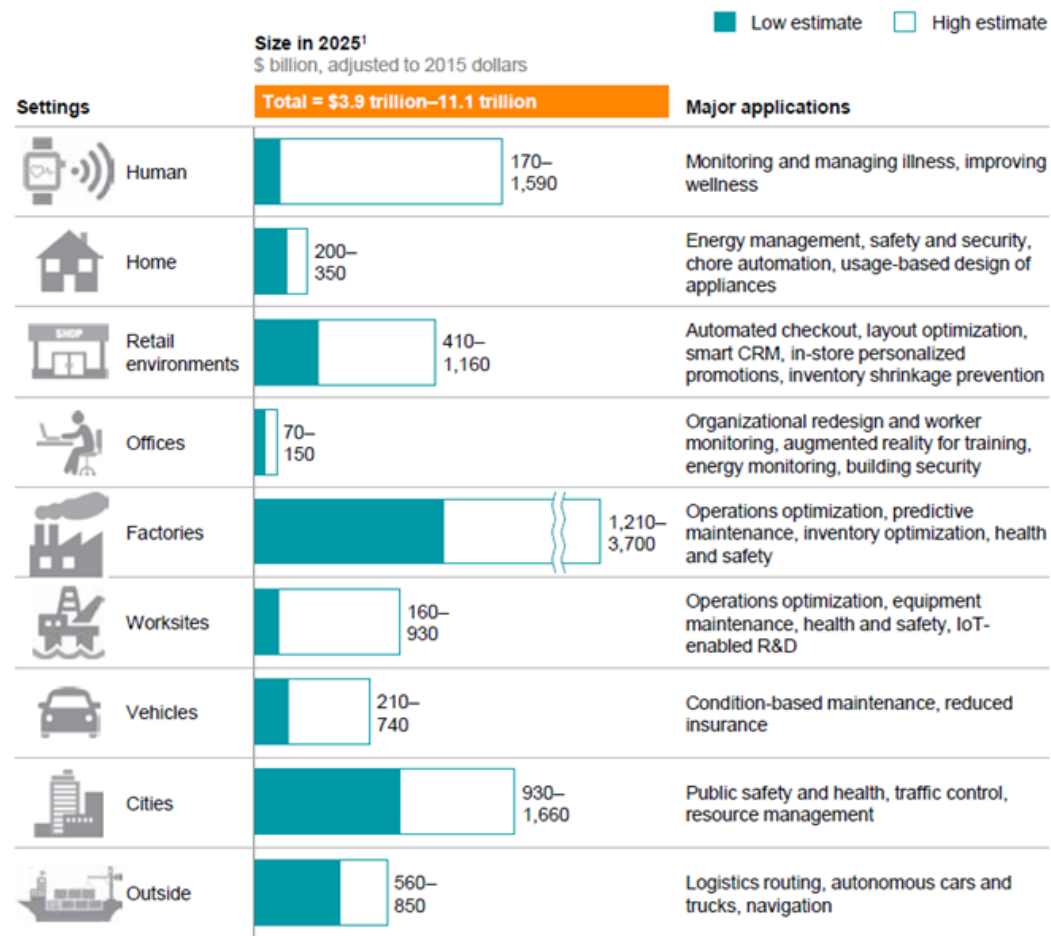 Low estimate
High estimate
Size in 2025¹
$ billion, adjusted to 2015 dollars
Settings
Total = $3.9 trillion–11.1 trillion
Major applications
Human
170–
1,590
Monitoring and managing illness, improving
wellness
Home
200–
350
Energy management, safety and security,
chore automation, usage-based design of
appliances
SHOP
Retail
environments
410–
1,160
Automated checkout, layout optimization,
smart CRM, in-store personalized
promotions, inventory shrinkage prevention
Offices
70–
150
Organizational redesign and worker
monitoring, augmented reality for training,
energy monitoring, building security
Factories
1,210–
3,700
Operations optimization, predictive
maintenance, inventory optimization, health
and safety
Worksites
160–
930
Operations optimization, equipment
maintenance, health and safety, IoT-
enabled R&D
Vehicles
210–
740
Condition-based maintenance, reduced
insurance
Cities
930–
1,660
Public safety and health, traffic control,
resource management
Outside
560–
850
Logistics routing, autonomous cars and
trucks, navigation